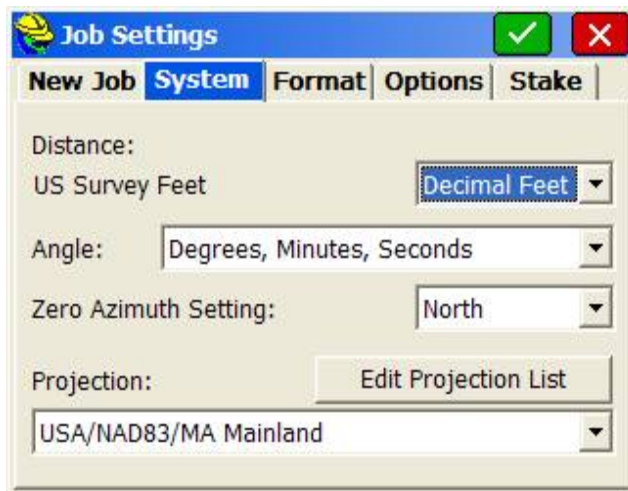 Job Settings
New Job System Format Options Stake
Distance:
US Survey Feet Decimal Feet
Angle: Degrees, Minutes, Seconds
Zero Azimuth Setting: North
Projection: Edit Projection List
USA/NAD83/MA Mainland